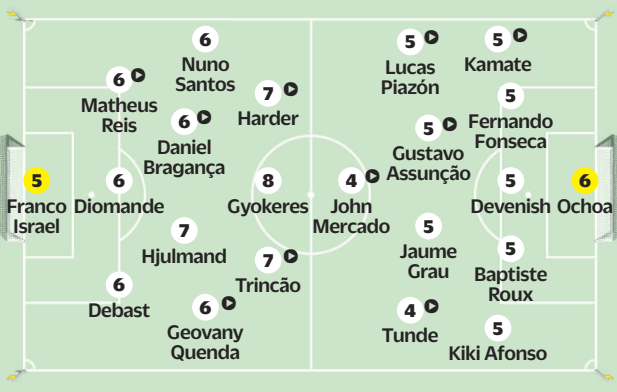 6
Nuno
Santos
6
Matheus
Reis
7
Harder
6
Daniel
Bragança
5
Franco
Israel
6
Diomande
8
Gyokeres
7
Hjulmand
7
Trincão
6
Debast
6
Geovany
Quenda
5
Lucas
Piazón
5
Kamate
5
Fernando
Fonseca
5
Gustavo
Assunção
4
John
Mercado
5
Devenish
6
Ochoa
5
Jaume
Grau
5
Baptiste
Roux
4
Tunde
5
Kiki Afonso